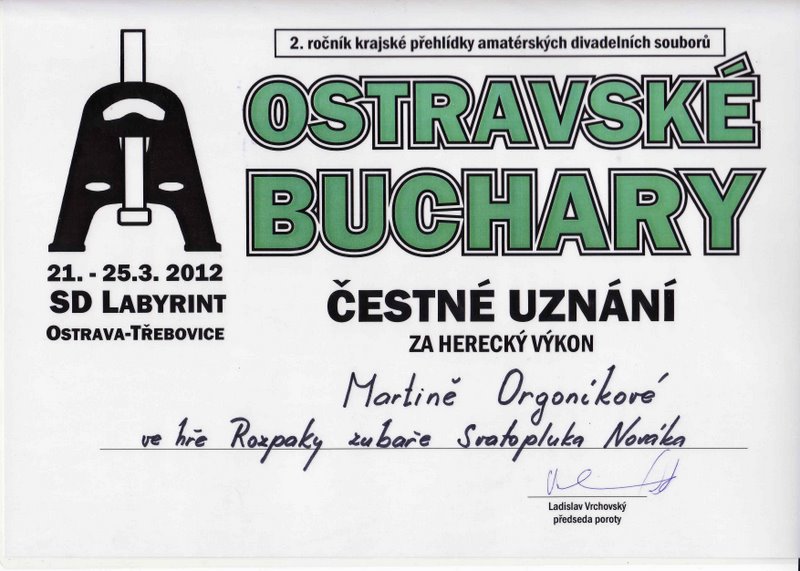 2. ročník krajské přehlídky amatérských divadelních souborů
OSTRAVSKÉ
BUCHARY
21. - 25.3. 2012
SD LABYRINT
OSTRAVA-TŘEBOVICE
ČESTNÉ UZNÁNÍ
ZA HERECKÝ VÝKON
Martině Orgoníkové
ve hře Rozpaky zubaře Svatopluka Nováka
Ladislav Vrchovský
předseda poroty